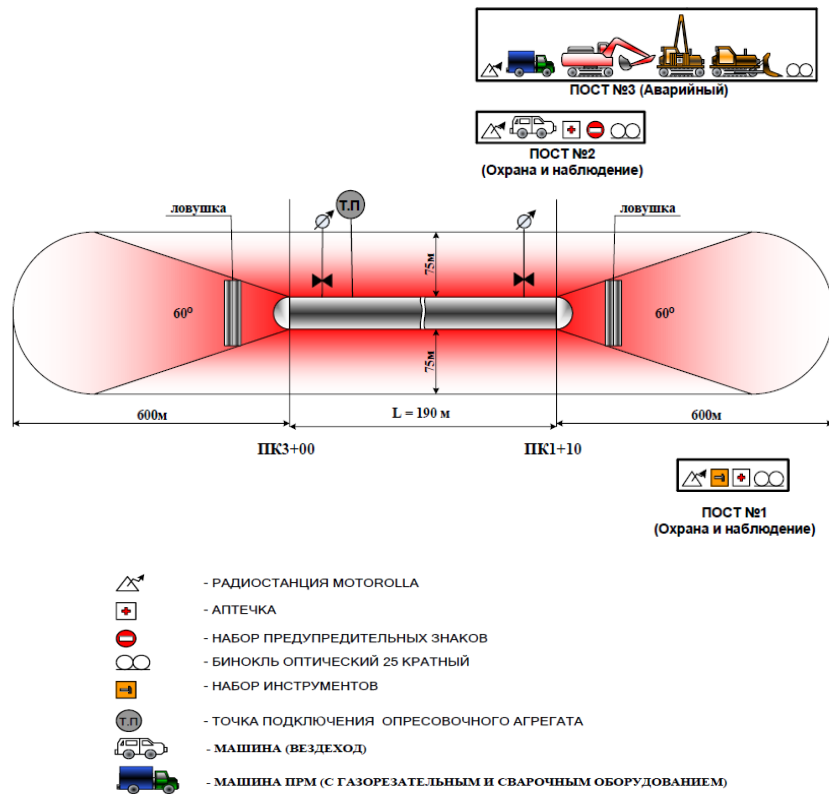 ПОСТ №3 (Аварийный)
ПОСТ №2
(Охрана и наблюдение)
ловушка
Т.П
ловушка
75м
60⁰
60⁰
75м
600м
L = 190 м
600м
ПК3+00
ПК1+10
ПОСТ №1
(Охрана и наблюдение)
- РАДИОСТАНЦИЯ MOTOROLLA
- АПТЕЧКА
- НАБОР ПРЕДУПРЕДИТЕЛЬНЫХ ЗНАКОВ
- БИНОКЛЬ ОПТИЧЕСКИЙ 25 КРАТНЫЙ
- НАБОР ИНСТРУМЕНТОВ
Т.П - ТОЧКА ПОДКЛЮЧЕНИЯ ОПРЕСОВОЧНОГО АГРЕГАТА
- МАШИНА (ВЕЗДЕХОД)
- МАШИНА ПРМ (С ГАЗОРЕЗАТЕЛЬНЫМ И СВАРОЧНЫМ ОБОРУДОВАНИЕМ)